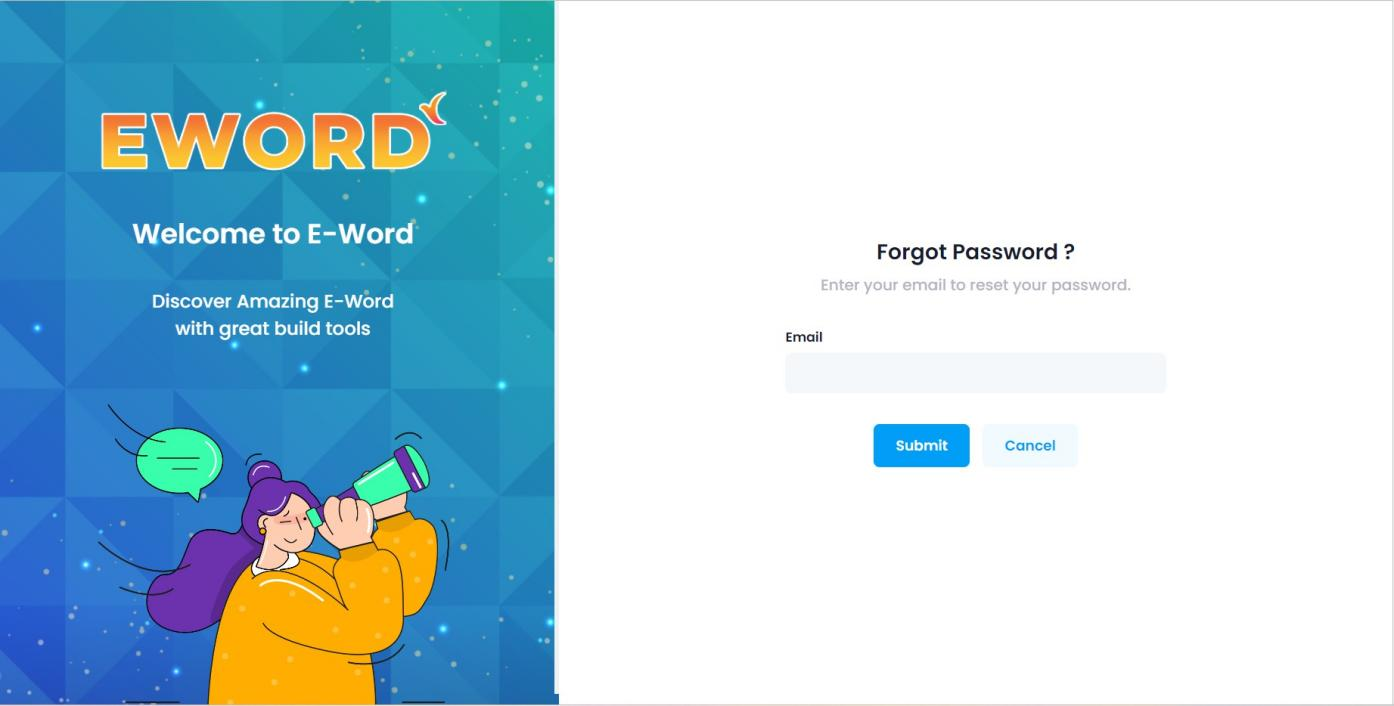 EWORD
Welcome to E-Word
Discover Amazing E-Word
with great build tools
Forgot Password ?
Enter your email to reset your password.
Email
Submit
Cancel